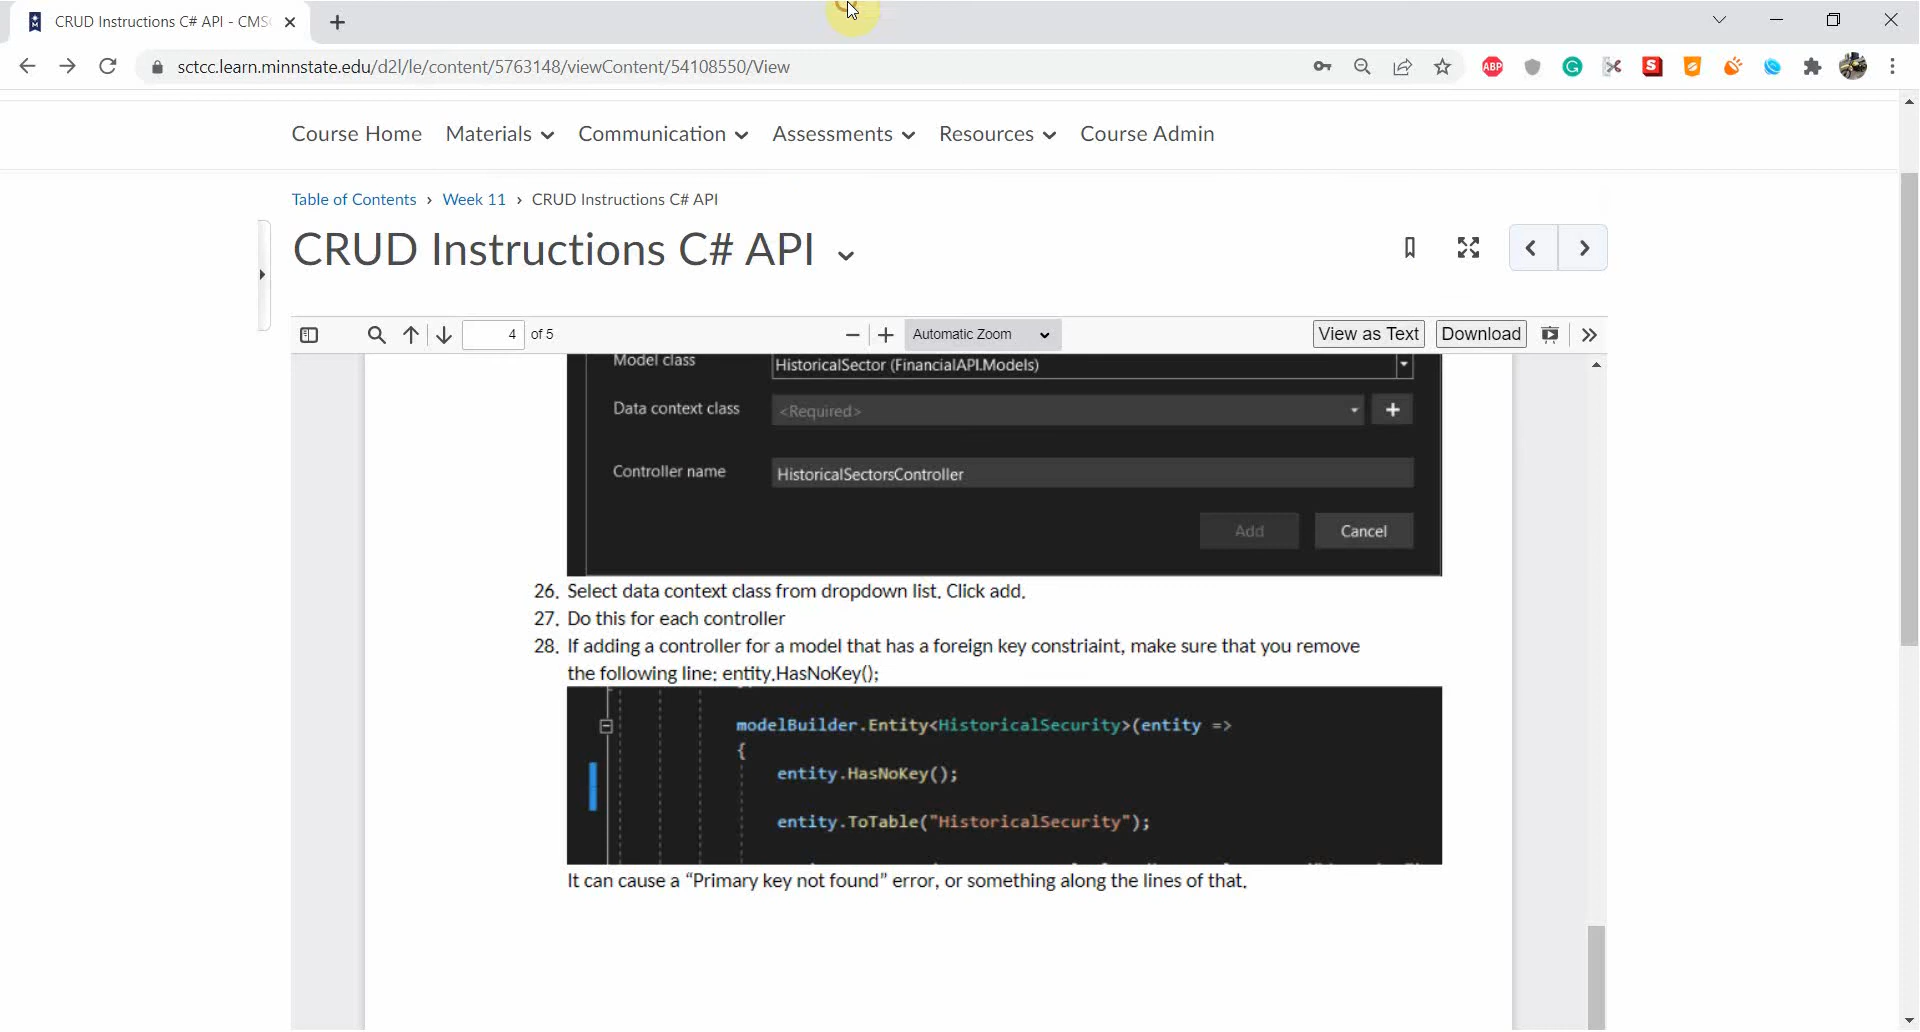 CRUD Instructions C# API - CMS
sctcc.learn.minnstate.edu/d2l/le/content/5763148/viewContent/54108550/View
ABP
Course Home Materials Communication Assessments Resources Course Admin
Table of Contents › Week 11 › CRUD Instructions C# API
CRUD Instructions C# API
4 of 5 Automatic Zoom View as Text Download
Model class HistoricalSector (FinancialAPI.Models)
Data context class <Required>
Controller name HistoricalSectorsController
Add Cancel
26. Select data context class from dropdown list. Click add.
27. Do this for each controller
28. If adding a controller for a model that has a foreign key constriaint, make sure that you remove
the following line: entity.HasNoKey();
modelBuilder.Entity<HistoricalSecurity>(entity =>
{
entity.HasNoKey();
entity.ToTable("HistoricalSecurity");
It can cause a “Primary key not found” error, or something along the lines of that.